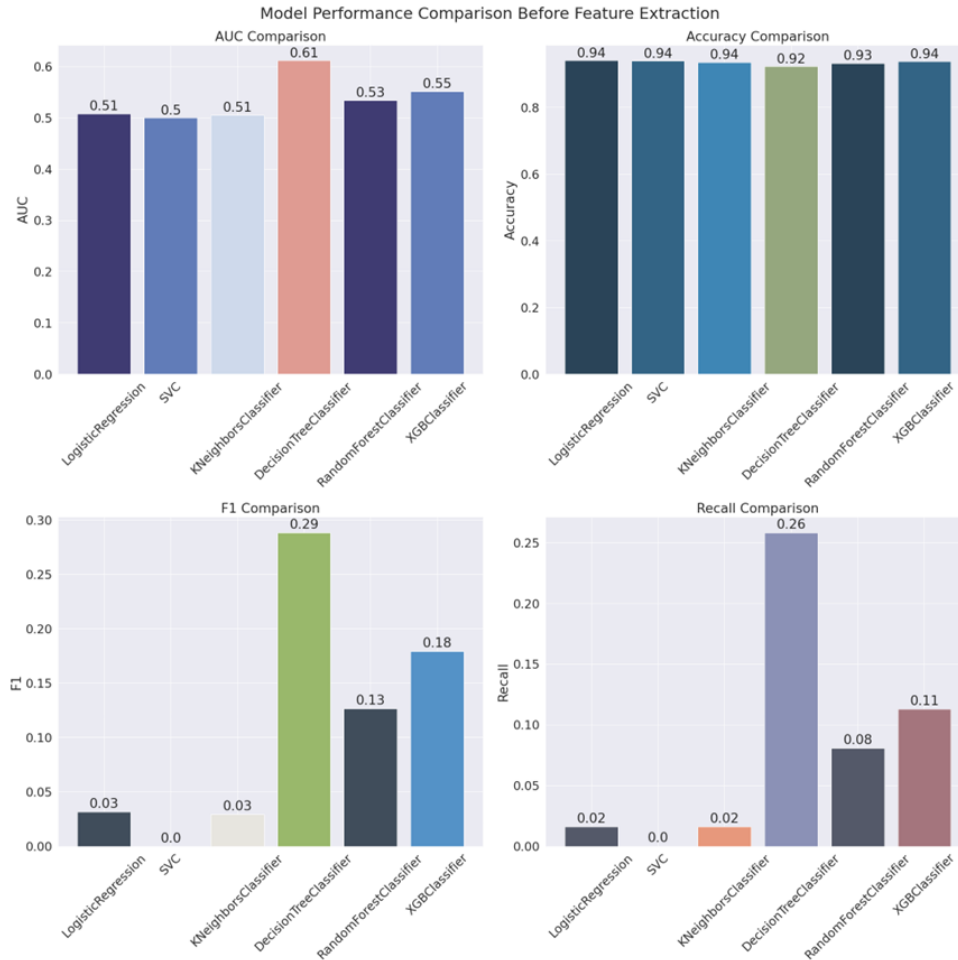 Model Performance Comparison Before Feature Extraction
AUC Comparison
0.6
0.5
0.4
0.3
0.2
0.1
0.0
AUC
0.51
0.5
0.51
0.61
0.53
0.55
LogisticRegression
SVC
KNeighborsClassifier
DecisionTreeClassifier
RandomForestClassifier
XGBClassifier
Accuracy Comparison
0.8
0.6
0.4
0.2
0.0
Accuracy
0.94
0.94
0.94
0.92
0.93
0.94
LogisticRegression
SVC
KNeighborsClassifier
DecisionTreeClassifier
RandomForestClassifier
XGBClassifier
F1 Comparison
0.30
0.25
0.20
0.15
0.10
0.05
0.00
F1
0.03
0.0
0.03
0.29
0.13
0.18
LogisticRegression
SVC
KNeighborsClassifier
DecisionTreeClassifier
RandomForestClassifier
XGBClassifier
Recall Comparison
0.25
0.20
0.15
0.10
0.05
0.00
Recall
0.02
0.0
0.02
0.26
0.08
0.11
LogisticRegression
SVC
KNeighborsClassifier
DecisionTreeClassifier
RandomForestClassifier
XGBClassifier